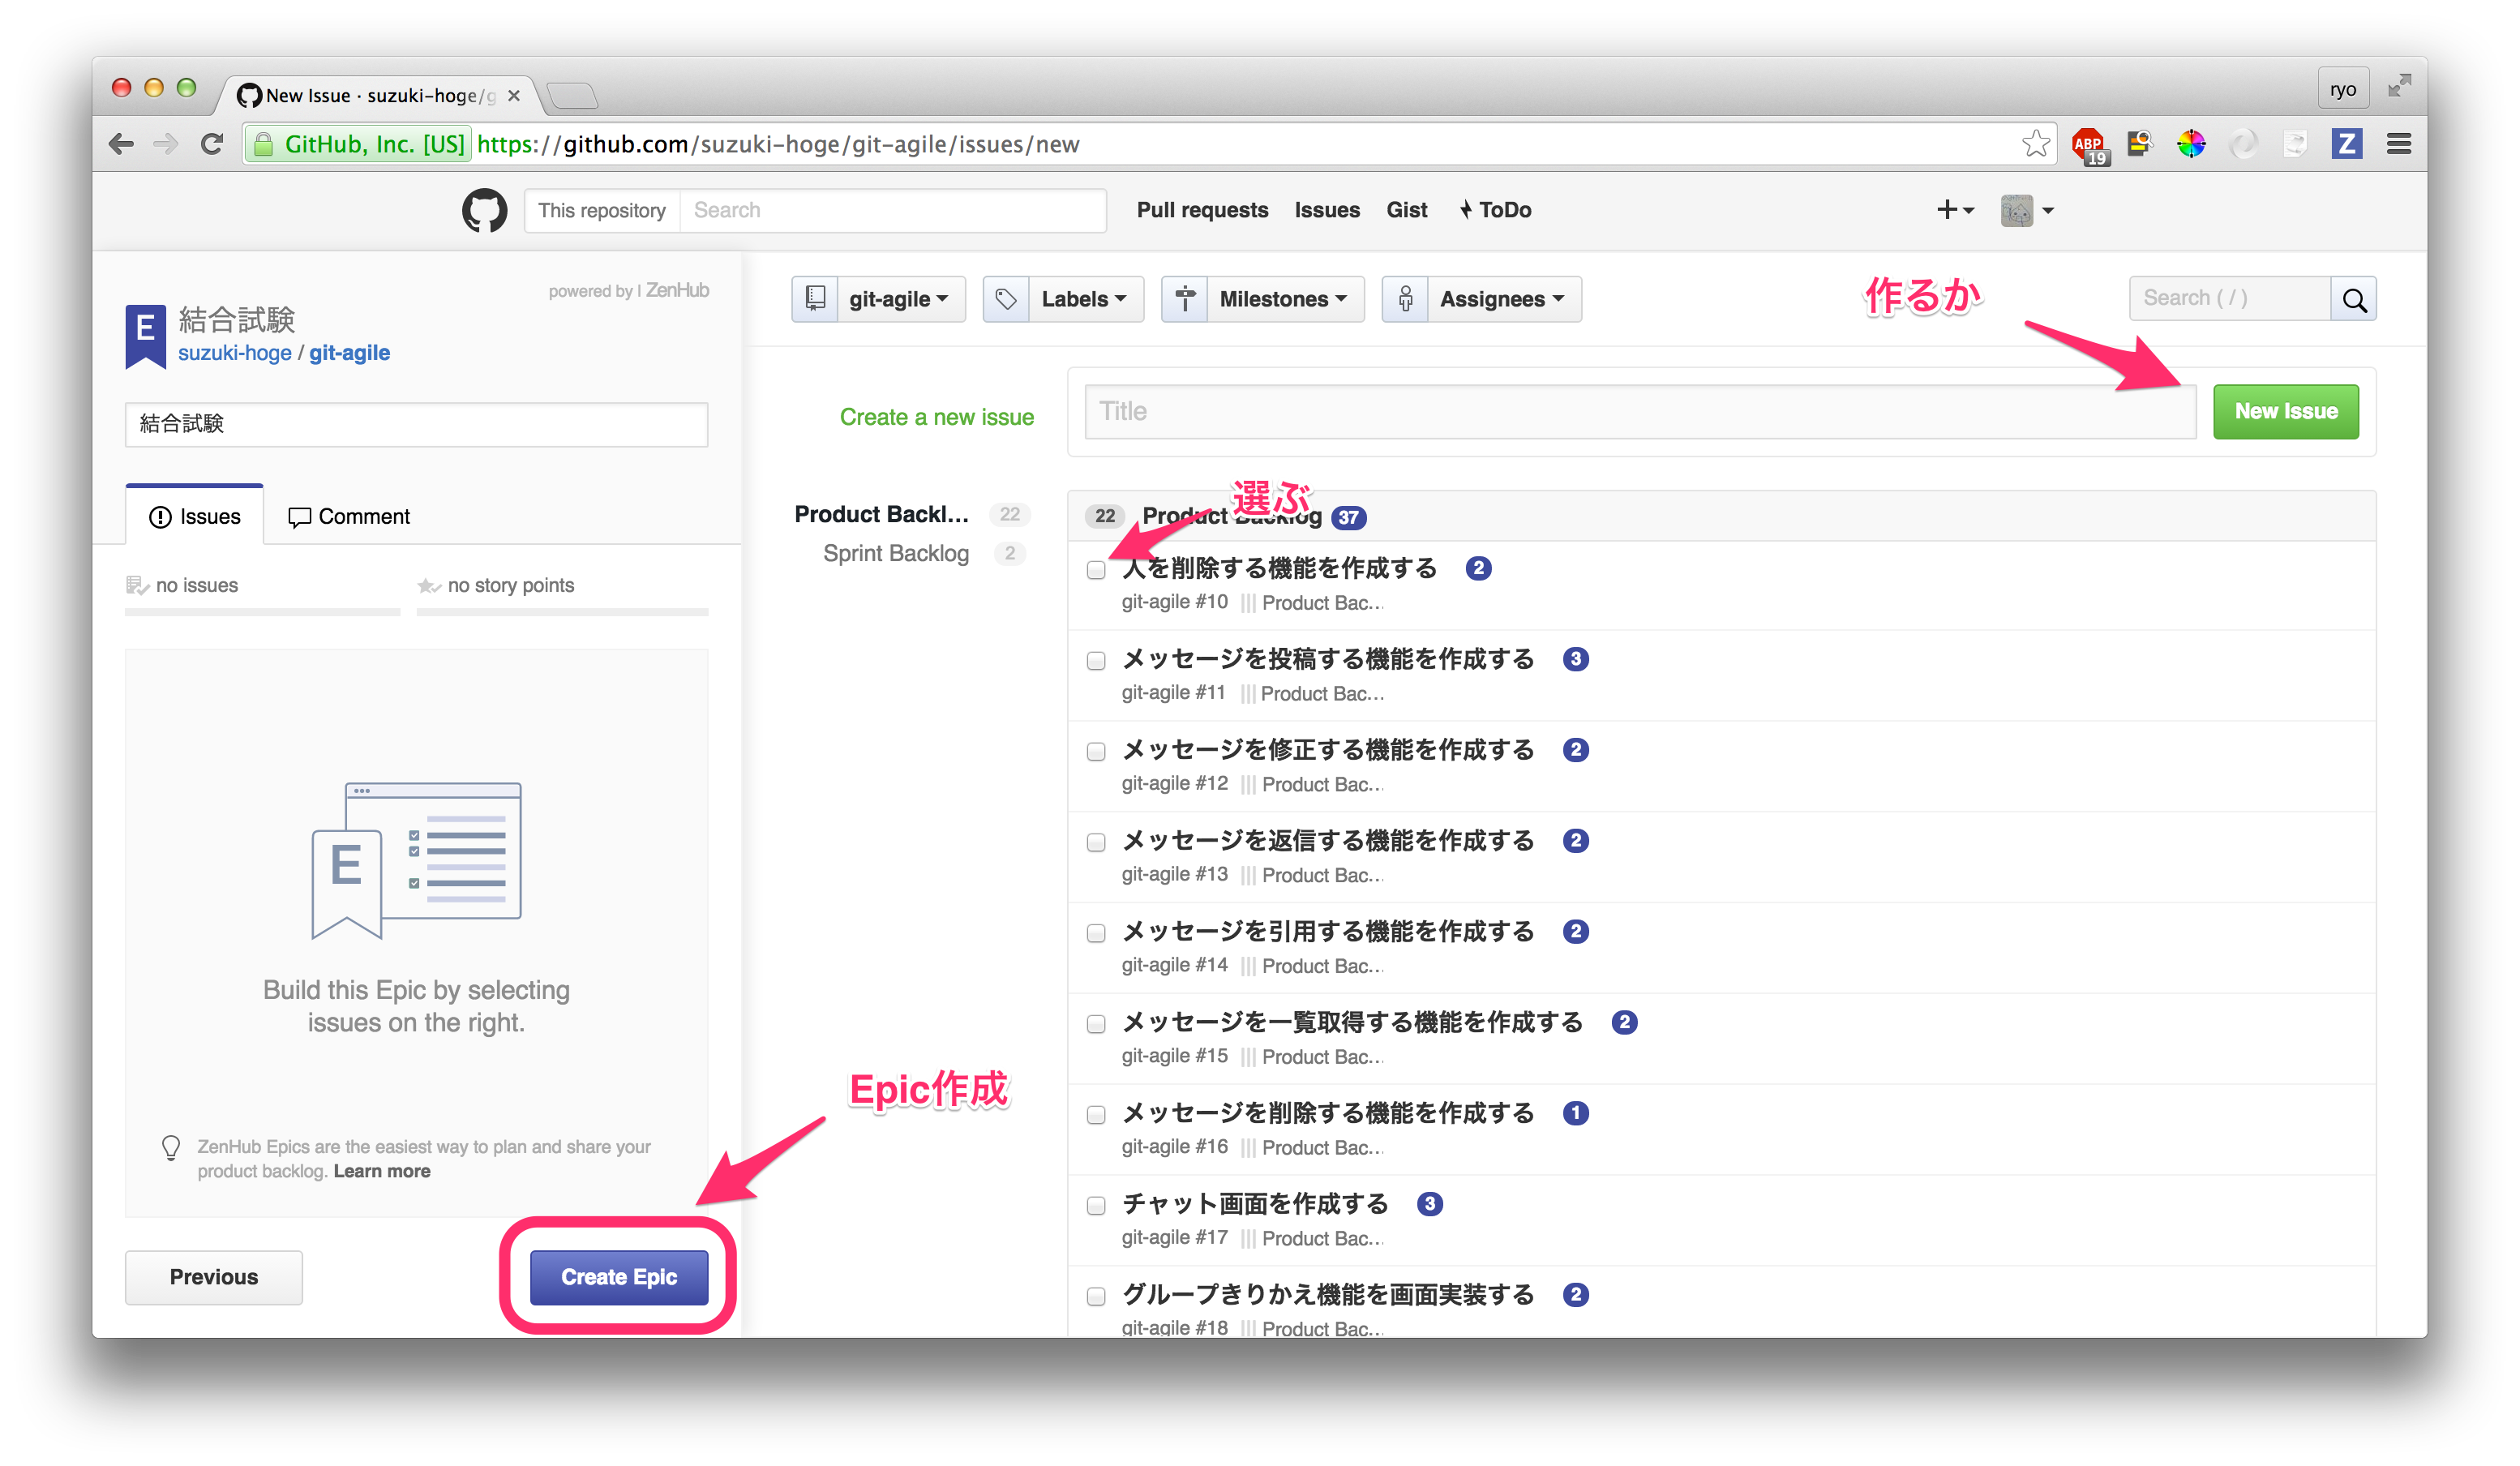 New Issue · suzuki-hoge/g
ryo
GitHub, Inc. [US] https://github.com/suzuki-hoge/git-agile/issues/new
ABP 19
Z
This repository Search Pull requests Issues Gist ToDo
powered by | ZenHub
E 結合試験
suzuki-hoge / git-agile
結合試験
Issues Comment
no issues no story points
E
Build this Epic by selecting
issues on the right.
ZenHub Epics are the easiest way to plan and share your
product backlog. Learn more
Previous Create Epic
Epic作成
git-agile Labels Milestones Assignees
作るか
Search ( / )
Create a new issue Title New Issue
選ぶ
Product Backl... 22
Sprint Backlog 2
22 Product Backlog 37
人を削除する機能を作成する 2
git-agile #10 Product Bac...
メッセージを投稿する機能を作成する 3
git-agile #11 Product Bac...
メッセージを修正する機能を作成する 2
git-agile #12 Product Bac...
メッセージを返信する機能を作成する 2
git-agile #13 Product Bac...
メッセージを引用する機能を作成する 2
git-agile #14 Product Bac...
メッセージを一覧取得する機能を作成する 2
git-agile #15 Product Bac...
メッセージを削除する機能を作成する 1
git-agile #16 Product Bac...
チャット画面を作成する 3
git-agile #17 Product Bac...
グループきりかえ機能を画面実装する 2
git-agile #18 Product Bac...